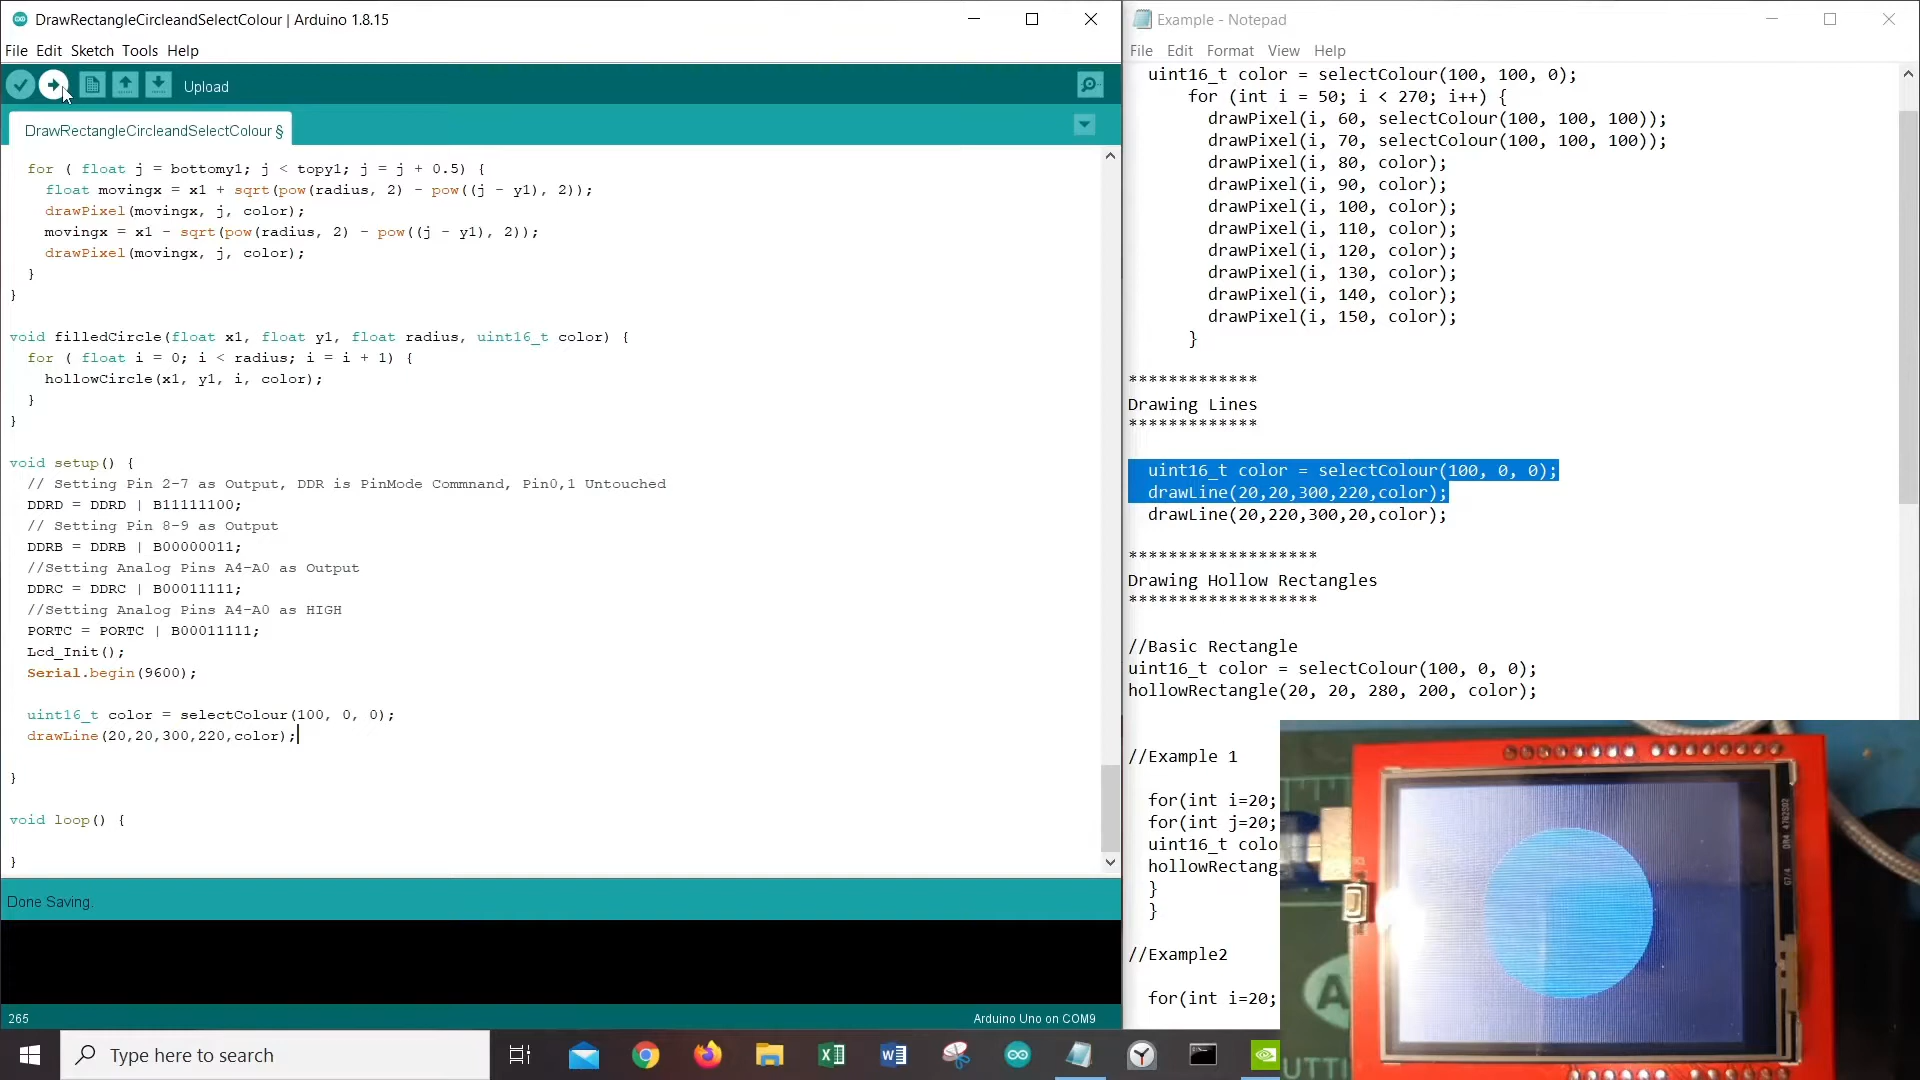 DrawRectangleCircleandSelectColour | Arduino 1.8.15
File Edit Sketch Tools Help
Upload
DrawRectangleCircleandSelectColour §
for ( float j = bottomy1; j < topy1; j = j + 0.5) {
float movingx = x1 + sqrt(pow(radius, 2) - pow((j - y1), 2));
drawPixel(movingx, j, color);
movingx = x1 - sqrt(pow(radius, 2) - pow((j - y1), 2));
drawPixel(movingx, j, color);
}
}
void filledCircle(float x1, float y1, float radius, uint16_t color) {
for ( float i = 0; i < radius; i = i + 1) {
hollowCircle(x1, y1, i, color);
}
}
void setup() {
// Setting Pin 2-7 as Output, DDR is PinMode Commnand, Pin0,1 Untouched
DDRD = DDRD | B11111100;
// Setting Pin 8-9 as Output
DDRB = DDRB | B00000011;
//Setting Analog Pins A4-A0 as Output
DDRC = DDRC | B00011111;
//Setting Analog Pins A4-A0 as HIGH
PORTC = PORTC | B00011111;
Lcd_Init();
Serial.begin(9600);
uint16_t color = selectColour(100, 0, 0);
drawLine(20,20,300,220,color);
}
void loop() {
}
Done Saving.
265
Arduino Uno on COM9
Example - Notepad
File Edit Format View Help
uint16_t color = selectColour(100, 100, 0);
for (int i = 50; i < 270; i++) {
drawPixel(i, 60, selectColour(100, 100, 100));
drawPixel(i, 70, selectColour(100, 100, 100));
drawPixel(i, 80, color);
drawPixel(i, 90, color);
drawPixel(i, 100, color);
drawPixel(i, 110, color);
drawPixel(i, 120, color);
drawPixel(i, 130, color);
drawPixel(i, 140, color);
drawPixel(i, 150, color);
}
*************
Drawing Lines
*************
uint16_t color = selectColour(100, 0, 0);
drawLine(20,20,300,220,color);
drawLine(20,220,300,20,color);
*******************
Drawing Hollow Rectangles
*******************
//Basic Rectangle
uint16_t color = selectColour(100, 0, 0);
hollowRectangle(20, 20, 280, 200, color);
//Example 1
for(int i=20;
for(int j=20;
uint16_t colo
hollowRectang
}
}
//Example2
for(int i=20;
Type here to search